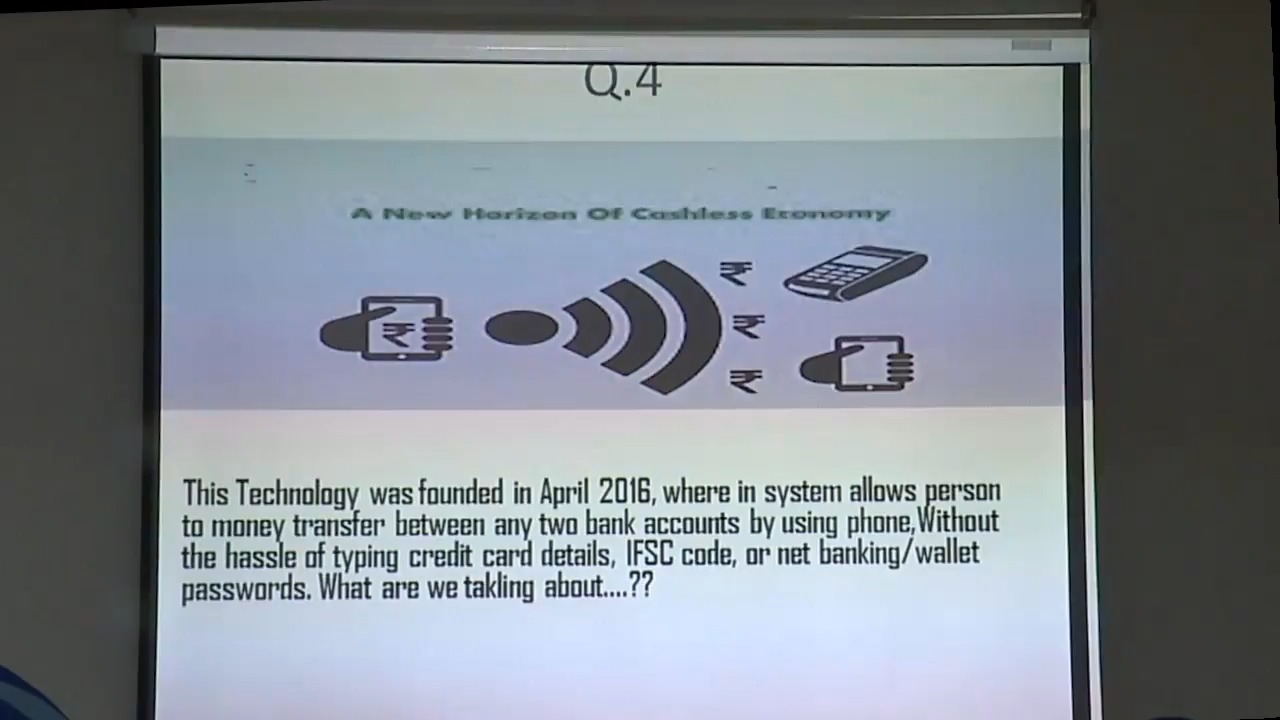 Q.4
A New Horizon Of Cashless Economy
₹
₹
₹
₹
This Technology was founded in April 2016, where in system allows person
to money transfer between any two bank accounts by using phone,Without
the hassle of typing credit card details, IFSC code, or net banking/wallet
passwords. What are we takling about....??